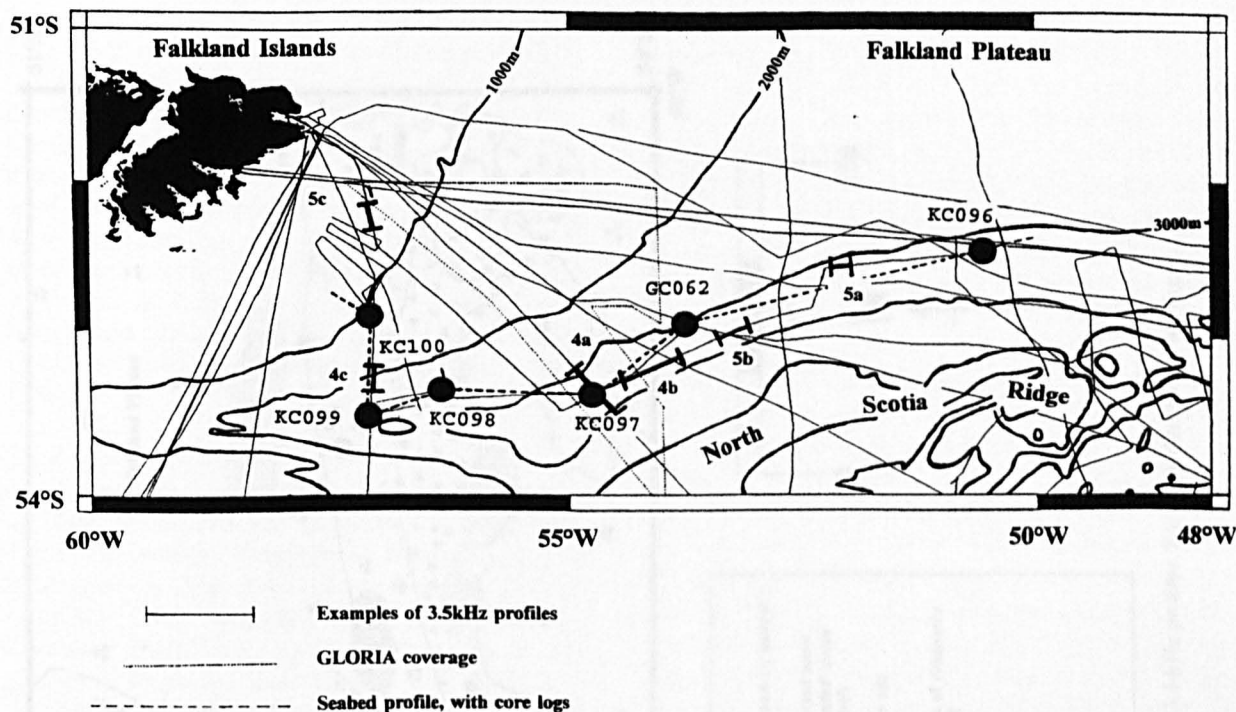 51°S
Falkland Islands
Falkland Plateau
1000m
2000m
3000m
5c
KC096
GC062
5a
KC100
4a
5b
4c
4b
KC099
KC098
KC097
Scotia
Ridge
North
54°S
60°W
55°W
50°W
48°W
Examples of 3.5kHz profiles
GLORIA coverage
Seabed profile, with core logs